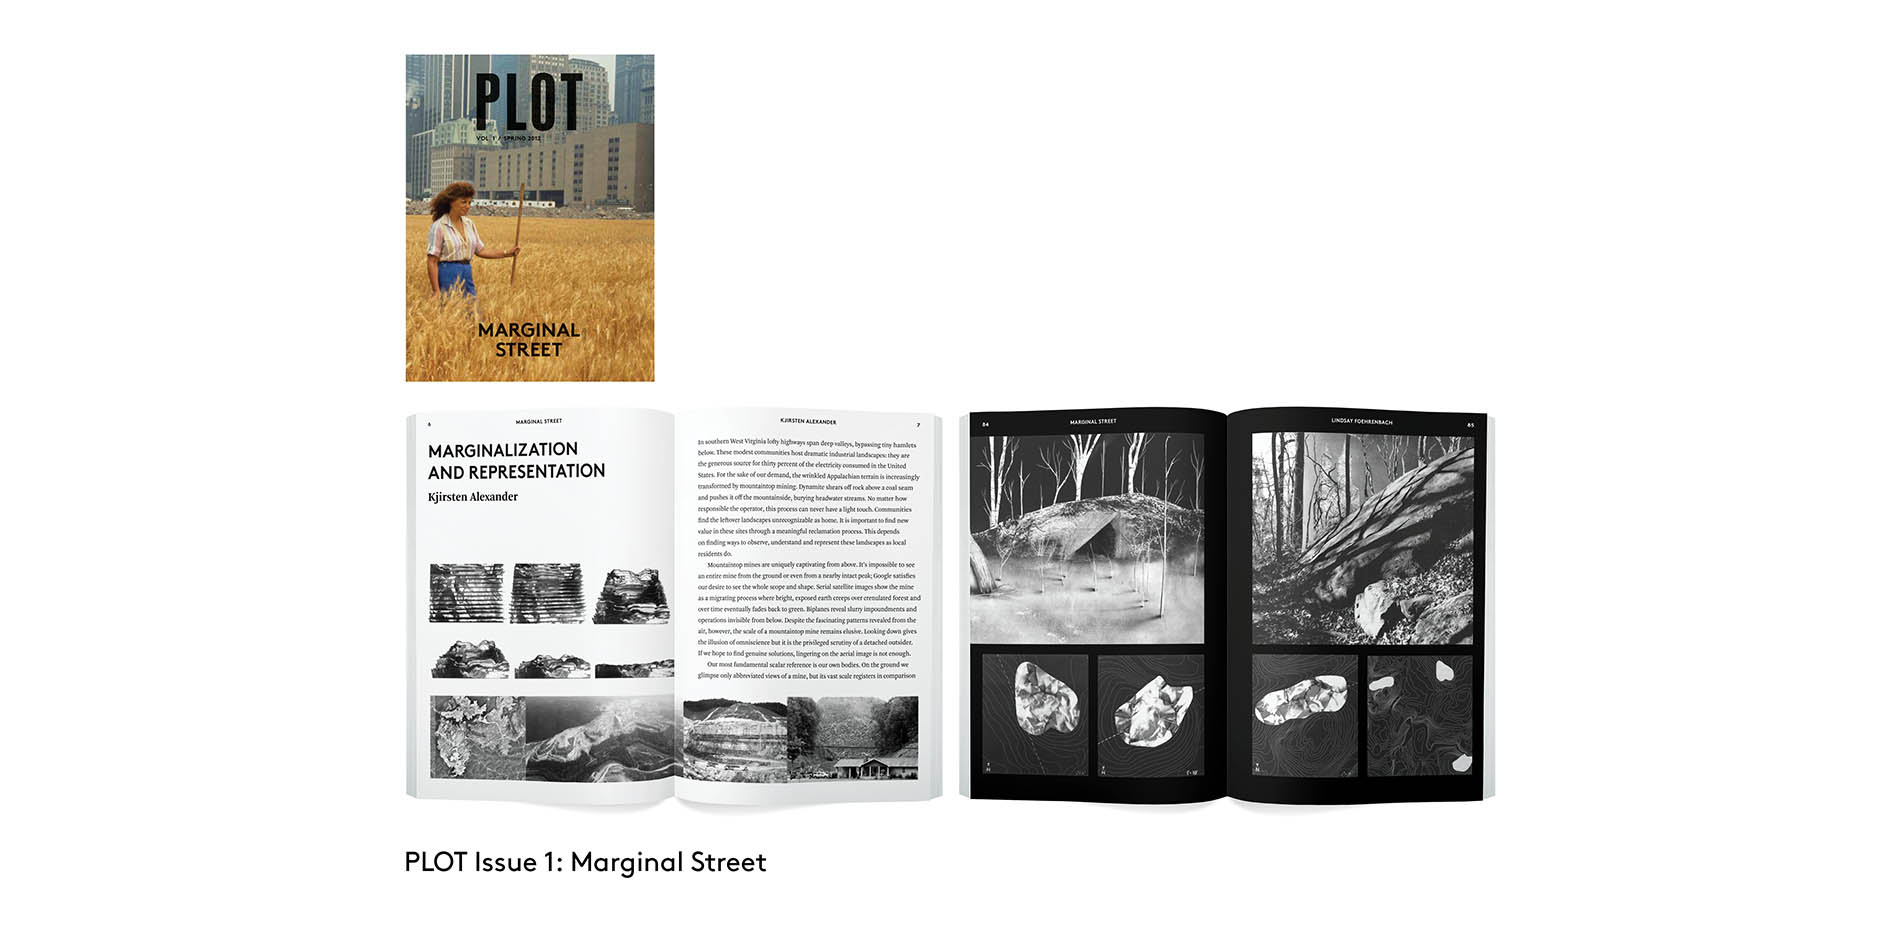 PLOT
VOL. 1 / SPRING 2012
MARGINAL
STREET
6
MARGINAL STREET
MARGINALIZATION
AND REPRESENTATION
Kjirsten Alexander
KJIRSTEN ALEXANDER
7
In southern West Virginia lofty highways span deep valleys, bypassing tiny hamlets
below. These modest communities host dramatic industrial landscapes: they are
the generous source for thirty percent of the electricity consumed in the United
States. For the sake of our demand, the wrinkled Appalachian terrain is increasingly
transformed by mountaintop mining. Dynamite shears off rock above a coal seam
and pushes it off the mountainside, burying headwater streams. No matter how
responsible the operator, this process can never have a light touch. Communities
find the leftover landscapes unrecognizable as home. It is important to find new
value in these sites through a meaningful reclamation process. This depends
on finding ways to observe, understand and represent these landscapes as local
residents do.
Mountaintop mines are uniquely captivating from above. It's impossible to see
an entire mine from the ground or even from a nearby intact peak; Google satisfies
our desire to see the whole scope and shape. Serial satellite images show the mine
as a migrating process where bright, exposed earth creeps over crenulated forest and
over time eventually fades back to green. Biplanes reveal slurry impoundments and
operations invisible from below. Despite the fascinating patterns revealed from the
air, however, the scale of a mountaintop mine remains elusive. Looking down gives
the illusion of omniscience but it is the privileged scrutiny of a detached outsider.
If we hope to find genuine solutions, lingering on the aerial image is not enough.
Our most fundamental scalar reference is our own bodies. On the ground we
glimpse only abbreviated views of a mine, but its vast scale registers in comparison
84
MARGINAL STREET
LINDSAY FOEHRENBACH
85
N
N
N
PLOT Issue 1: Marginal Street